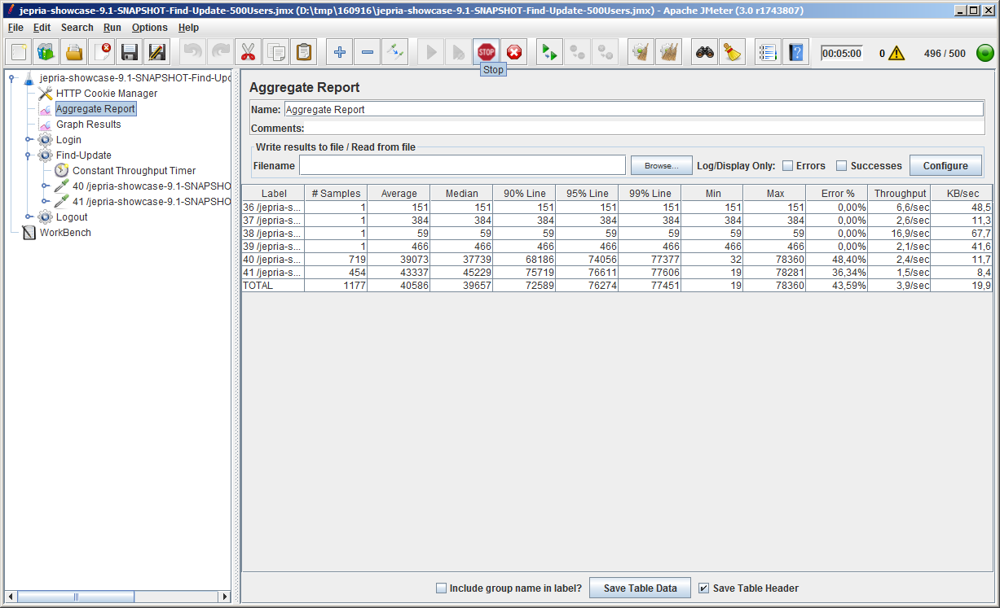 jepria-showcase-9.1-SNAPSHOT-Find-Update-500Users.jmx (D:\tmp\160916\jepria-showcase-9.1-SNAPSHOT-Find-Update-500Users.jmx) - Apache JMeter (3.0 r1743807)
File Edit Search Run Options Help
STOP 00:05:00 0 496 / 500
Stop
jepria-showcase-9.1-SNAPSHOT-Find-Upd
HTTP Cookie Manager
Aggregate Report
Graph Results
Login
Find-Update
Constant Throughput Timer
40 /jepria-showcase-9.1-SNAPSHO
41 /jepria-showcase-9.1-SNAPSHO
Logout
WorkBench
Aggregate Report
Name: Aggregate Report
Comments:
Write results to file / Read from file
Filename Browse... Log/Display Only: Errors Successes Configure
Label # Samples Average Median 90% Line 95% Line 99% Line Min Max Error % Throughput KB/sec
36 /jepria-s... 1 151 151 151 151 151 151 151 0,00% 6,6/sec 48,5
37 /jepria-s... 1 384 384 384 384 384 384 384 0,00% 2,6/sec 11,3
38 /jepria-s... 1 59 59 59 59 59 59 59 0,00% 16,9/sec 67,7
39 /jepria-s... 1 466 466 466 466 466 466 466 0,00% 2,1/sec 41,6
40 /jepria-s... 719 39073 37739 68186 74056 77377 32 78360 48,40% 2,4/sec 11,7
41 /jepria-s... 454 43337 45229 75719 76611 77606 19 78281 36,34% 1,5/sec 8,4
TOTAL 1177 40586 39657 72589 76274 77451 19 78360 43,59% 3,9/sec 19,9
Include group name in label? Save Table Data Save Table Header